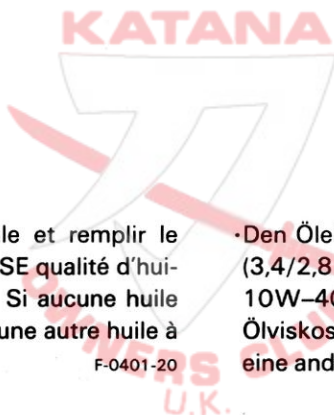 KATANA
刀
le et remplir le
SE qualité d'hui-
Si aucune huile
une autre huile à
F-0401-20
·Den Öle
(3,4/2,8
10W–40
Ölviskos
eine and
OWNERS CLUB
U.K.